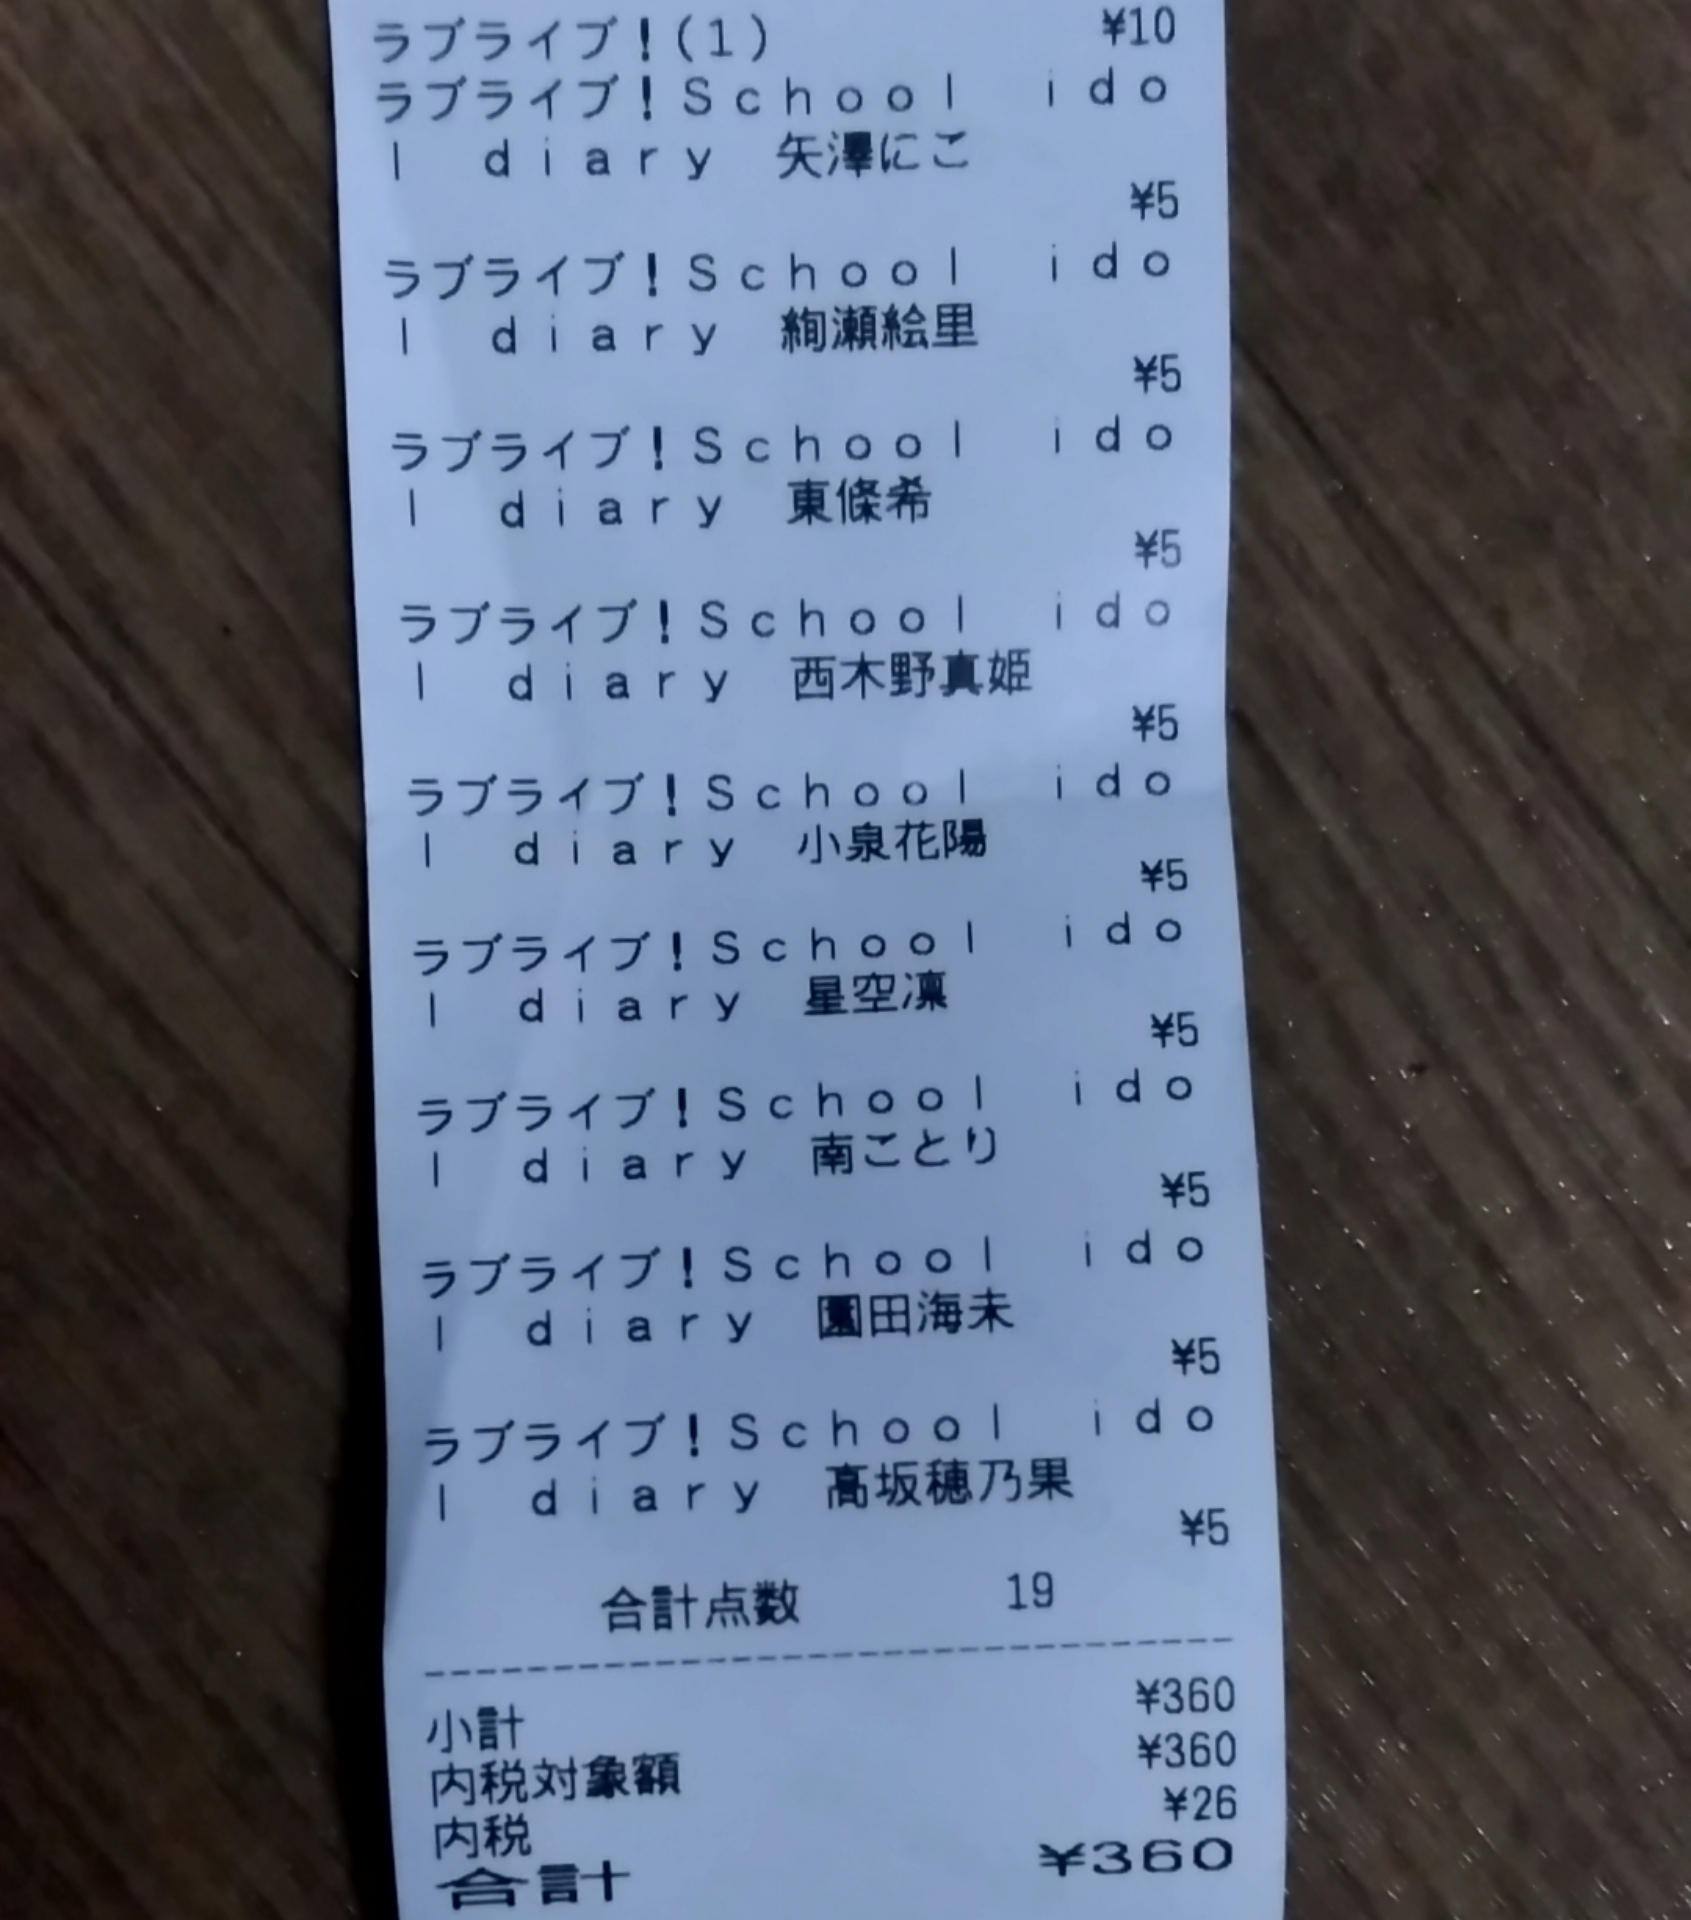 ラブライブ!(1) ¥10
ラブライブ!School ido
l diary 矢澤にこ
¥5
ラブライブ!School ido
l diary 絢瀬絵里
¥5
ラブライブ!School ido
l diary 東條希
¥5
ラブライブ!School ido
l diary 西木野真姫
¥5
ラブライブ!School ido
l diary 小泉花陽
¥5
ラブライブ!School ido
l diary 星空凛
¥5
ラブライブ!School ido
l diary 南ことり
¥5
ラブライブ!School ido
l diary 園田海未
¥5
ラブライブ!School ido
l diary 高坂穂乃果
¥5
合計点数 19
小計 ¥360
内税対象額 ¥360
内税 ¥26
合計 ¥360